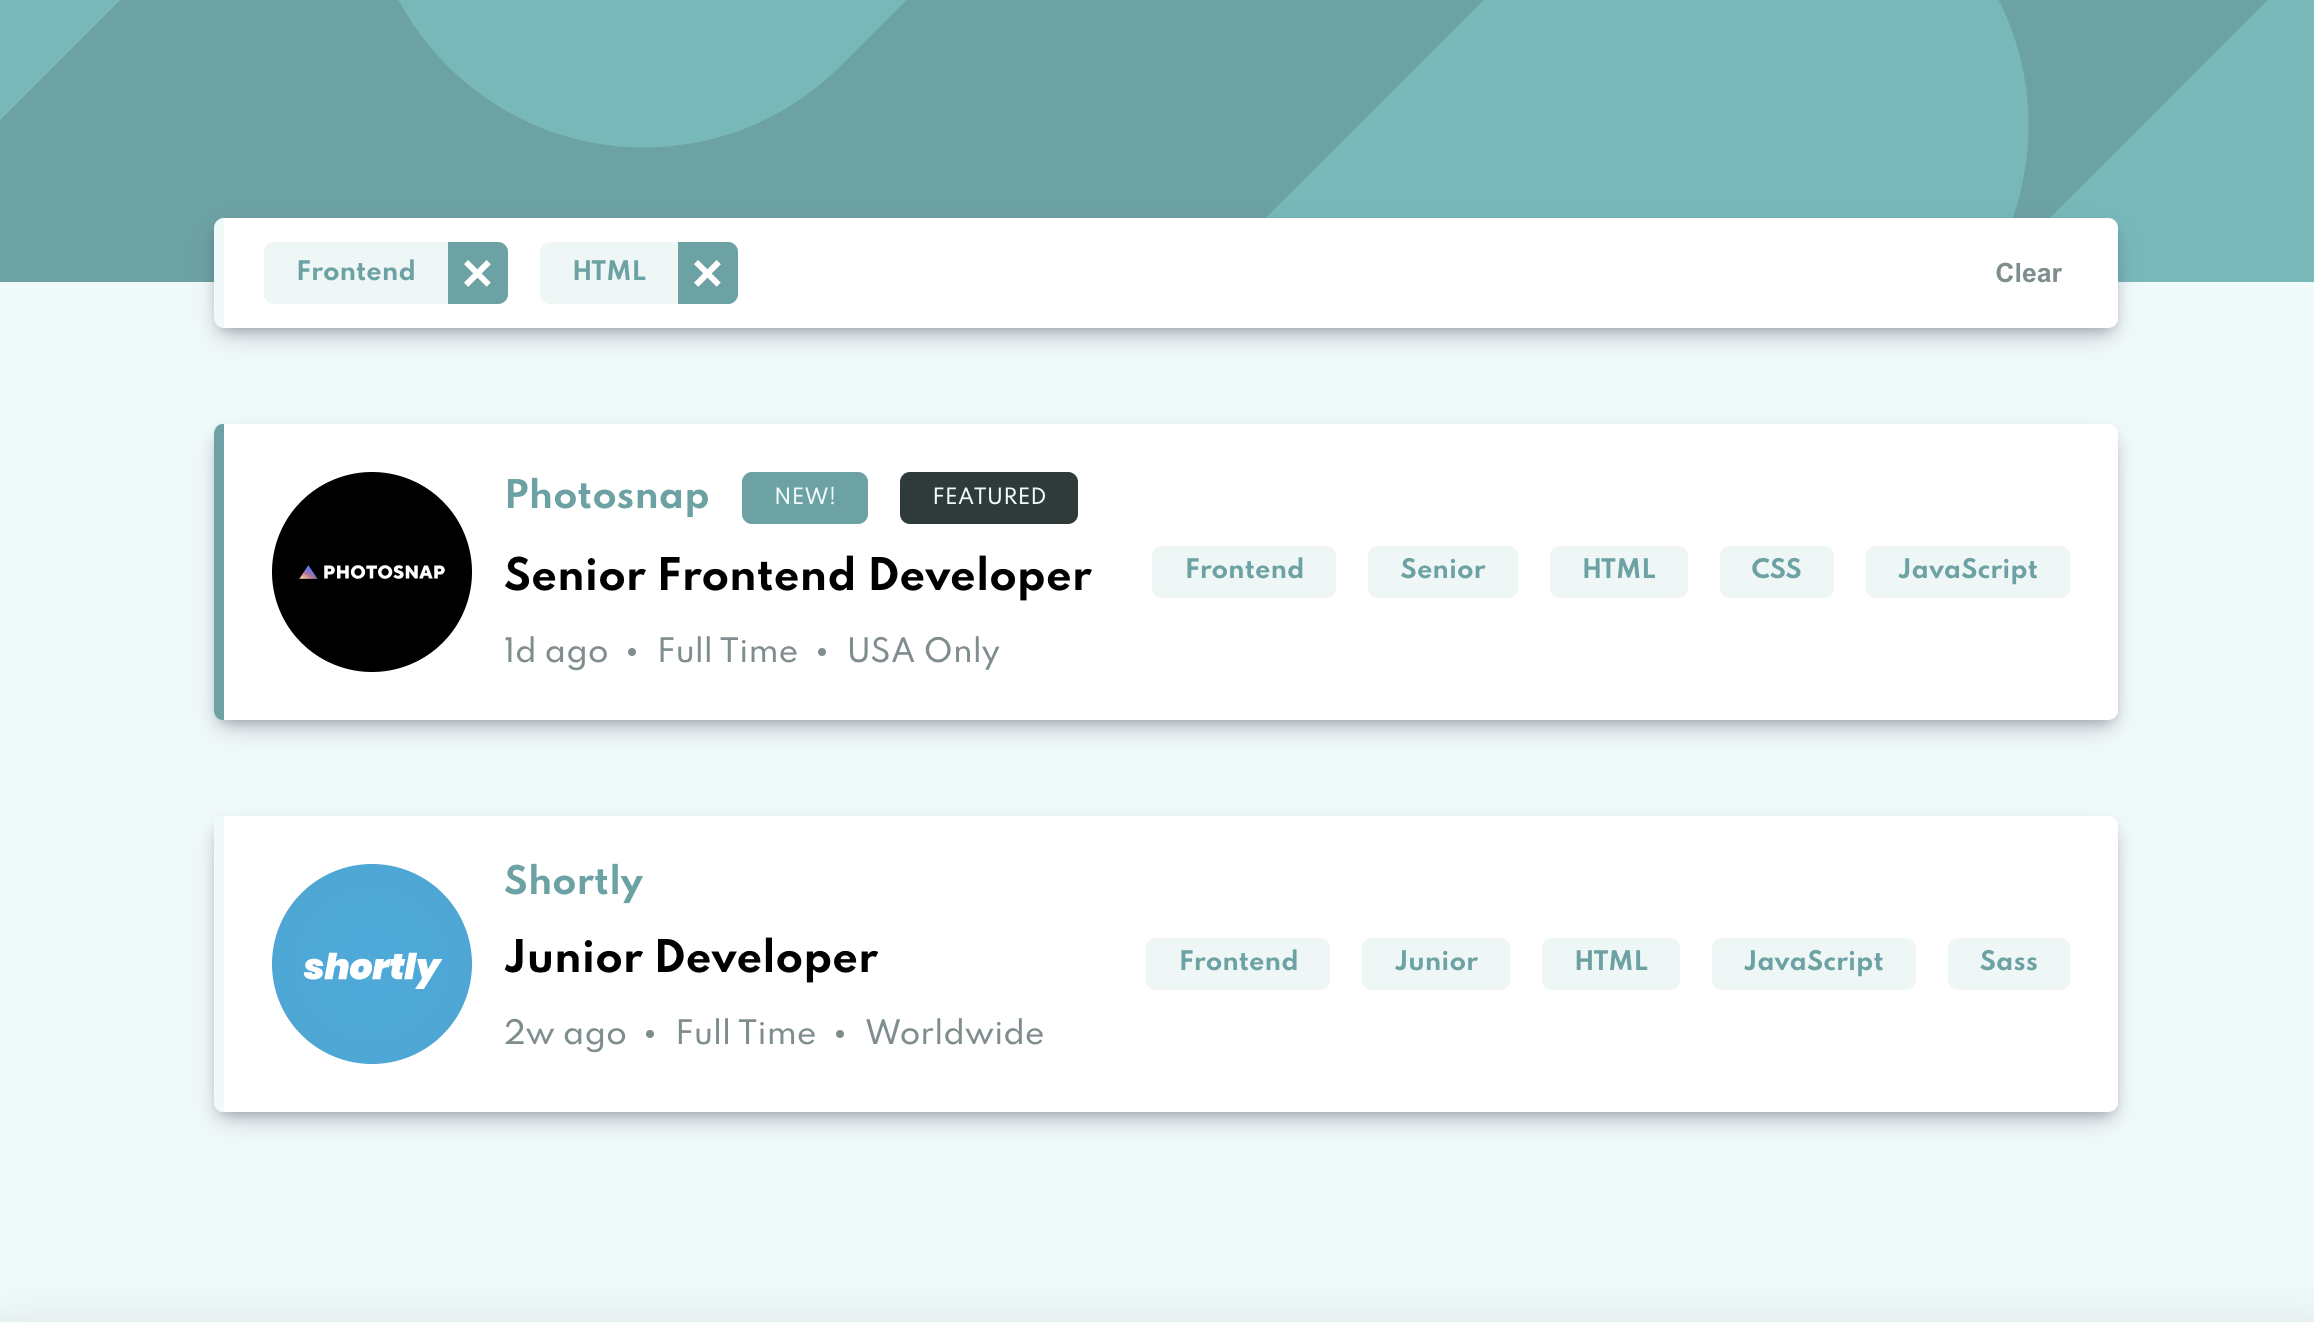 Frontend HTML Clear
Photosnap NEW! FEATURED
PHOTOSNAP
Senior Frontend Developer
1d ago • Full Time • USA Only
Frontend Senior HTML CSS JavaScript
Shortly
shortly
Junior Developer
2w ago • Full Time • Worldwide
Frontend Junior HTML JavaScript Sass